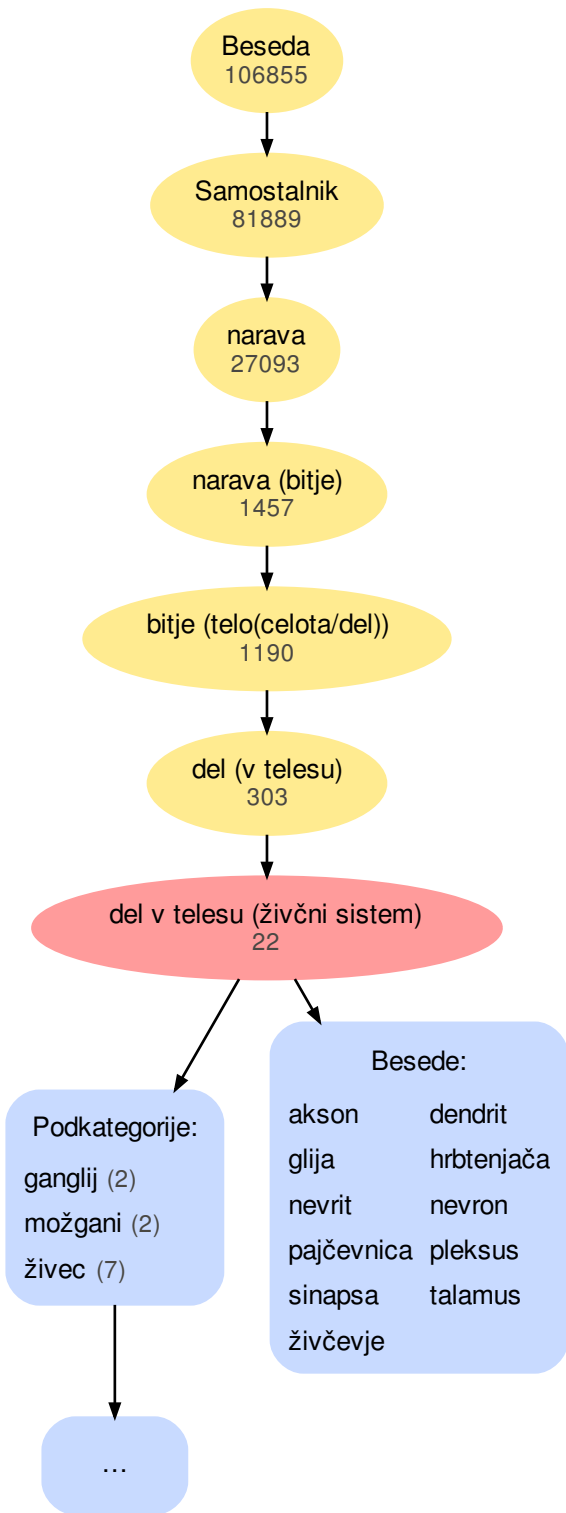 Beseda
106855
Samostalnik
81889
narava
27093
narava (bitje)
1457
bitje (telo(celota/del))
1190
del (v telesu)
303
del v telesu (živčni sistem)
22
Podkategorije:
ganglij (2)
možgani (2)
živec (7)
...
Besede:
akson dendrit
glija hrbtenjača
nevrit nevron
pajčevnica pleksus
sinapsa talamus
živčevje